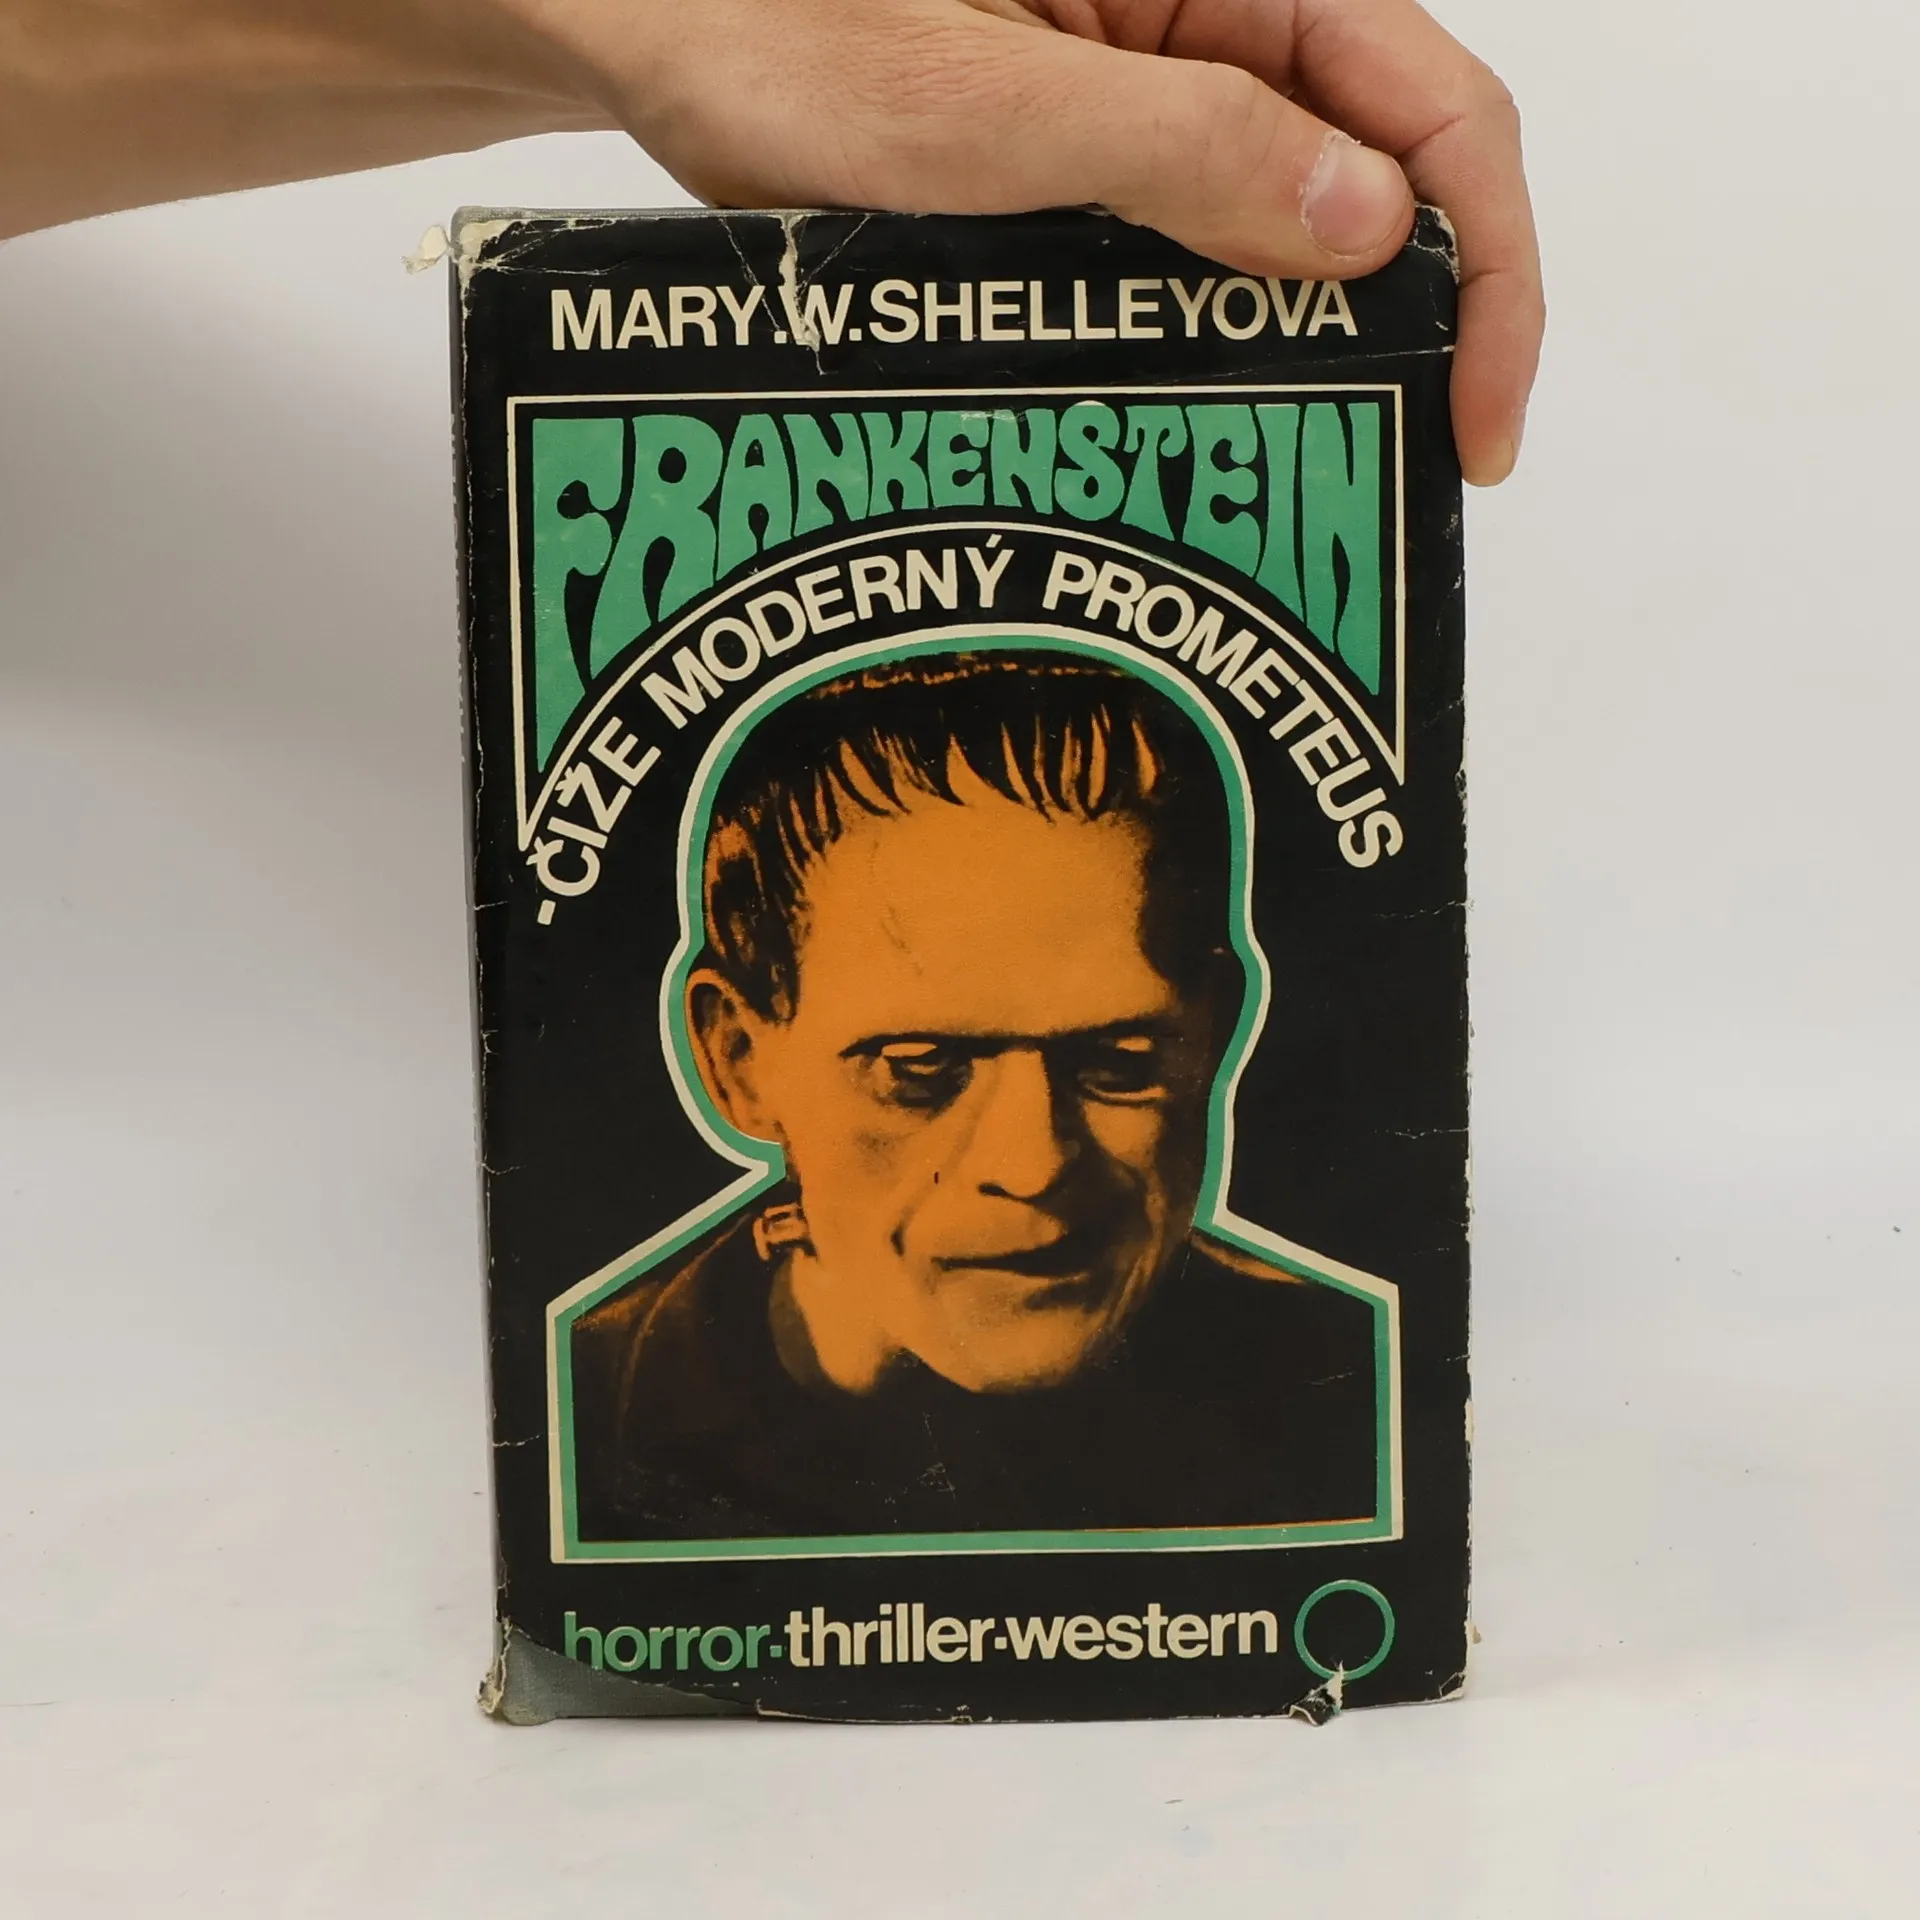 MARY.W.SHELLEYOVA
FRANKENSTEIN
-ČIŽE MODERNÝ PROMETEUS
horror·thriller·western